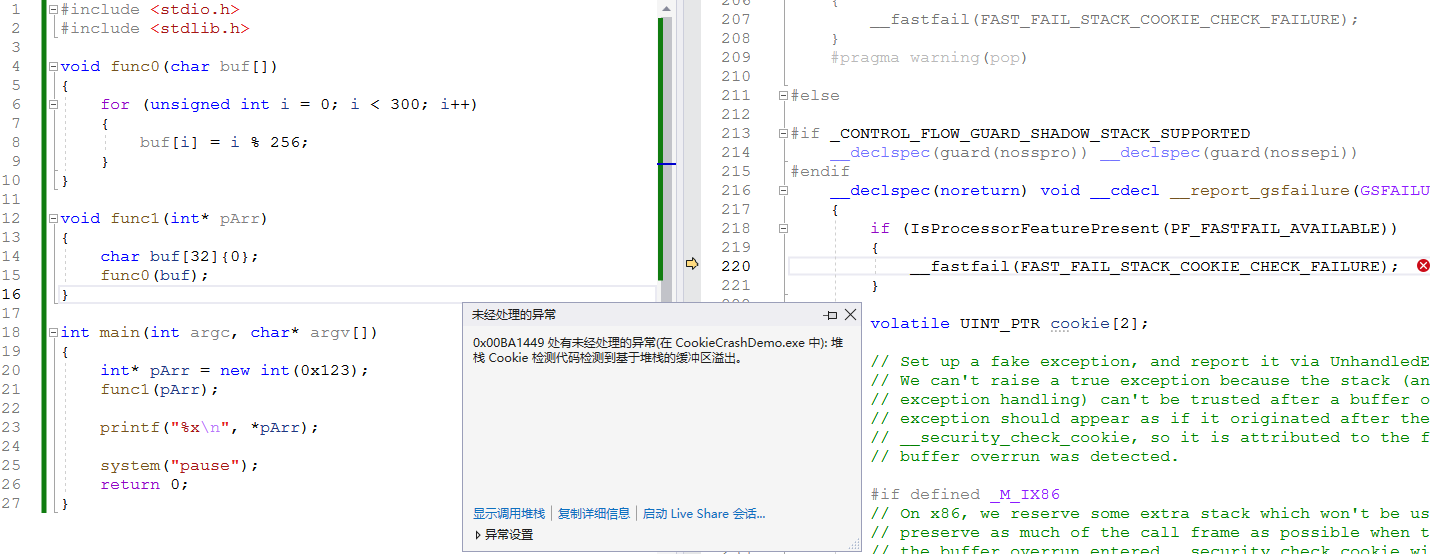 1 #include <stdio.h>
2 #include <stdlib.h>
3
4 void func0(char buf[])
5 {
6 for (unsigned int i = 0; i < 300; i++)
7 {
8 buf[i] = i % 256;
9 }
10 }
11
12 void func1(int* pArr)
13 {
14 char buf[32]{0};
15 func0(buf);
16 }
17
18 int main(int argc, char* argv[])
19 {
20 int* pArr = new int(0x123);
21 func1(pArr);
22
23 printf("%x\n", *pArr);
24
25 system("pause");
26 return 0;
27 }
206 {
207 __fastfail(FAST_FAIL_STACK_COOKIE_CHECK_FAILURE);
208 }
209 #pragma warning(pop)
210
211 #else
212
213 #if _CONTROL_FLOW_GUARD_SHADOW_STACK_SUPPORTED
214 __declspec(guard(nosspro)) __declspec(guard(nossepi))
215 #endif
216 __declspec(noreturn) void __cdecl __report_gsfailure(GSFAILU
217 {
218 if (IsProcessorFeaturePresent(PF_FASTFAIL_AVAILABLE))
219 {
220 __fastfail(FAST_FAIL_STACK_COOKIE_CHECK_FAILURE);
221 }
volatile UINT_PTR cookie[2];
// Set up a fake exception, and report it via UnhandledE
// We can't raise a true exception because the stack (an
// exception handling) can't be trusted after a buffer o
// exception should appear as if it originated after the
// __security_check_cookie, so it is attributed to the f
// buffer overrun was detected.
#if defined _M_IX86
// On x86, we reserve some extra stack which won't be us
// preserve as much of the call frame as possible when t
// the buffer overrun entered __security_check_cookie wi
未经处理的异常
0x00BA1449 处有未经处理的异常(在 CookieCrashDemo.exe 中): 堆
栈 Cookie 检测代码检测到基于堆栈的缓冲区溢出。
显示调用堆栈 | 复制详细信息 | 启动 Live Share 会话...
异常设置